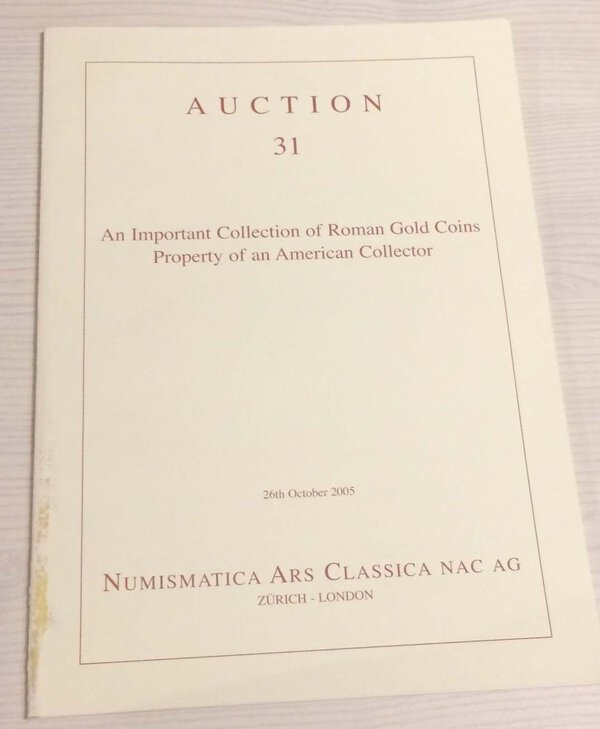 AUCTION
31
An Important Collection of Roman Gold Coins
Property of an American Collector
26th October 2005
NUMISMATICA ARS CLASSICA NAC AG
ZÜRICH - LONDON